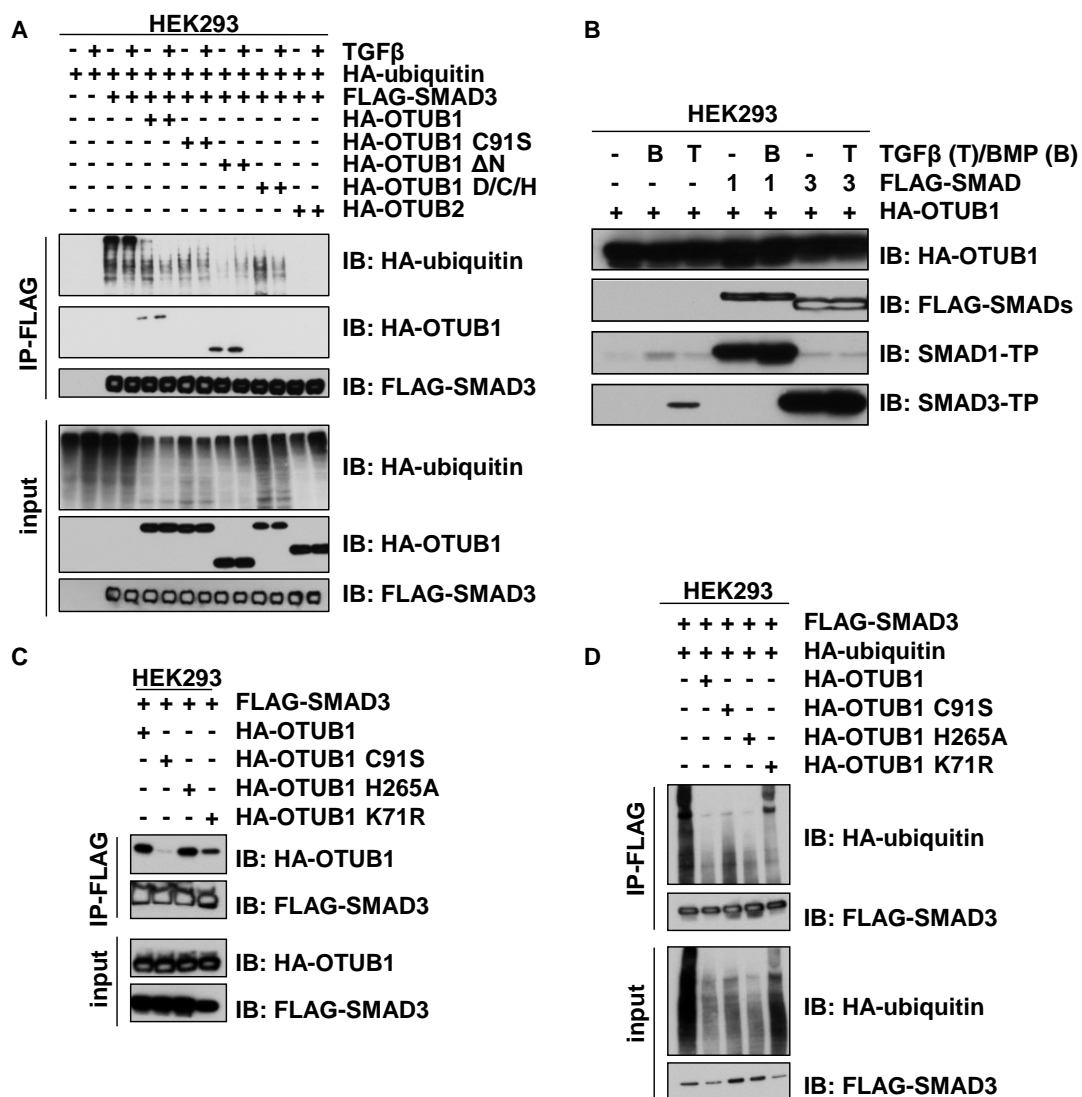 A
HEK293
- + - + - + - + - + - + - + TGFβ
+ + + + + + + + + + + + + + HA-ubiquitin
- - + + + + + + + + + + + + FLAG-SMAD3
- - - - + + - - - - - - - - HA-OTUB1
- - - - - - + + - - - - - - HA-OTUB1 C91S
- - - - - - - - + + - - - - HA-OTUB1 ΔN
- - - - - - - - - - + + - - HA-OTUB1 D/C/H
- - - - - - - - - - - - + + HA-OTUB2
IP-FLAG
IB: HA-ubiquitin
IB: HA-OTUB1
IB: FLAG-SMAD3
input
IB: HA-ubiquitin
IB: HA-OTUB1
IB: FLAG-SMAD3
B
HEK293
- B T - B - T TGFβ (T)/BMP (B)
- - - 1 1 3 3 FLAG-SMAD
+ + + + + + + HA-OTUB1
IB: HA-OTUB1
IB: FLAG-SMADs
IB: SMAD1-TP
IB: SMAD3-TP
C
HEK293
+ + + + FLAG-SMAD3
+ - - - HA-OTUB1
- + - - HA-OTUB1 C91S
- - + - HA-OTUB1 H265A
- - - + HA-OTUB1 K71R
IP-FLAG
IB: HA-OTUB1
IB: FLAG-SMAD3
input
IB: HA-OTUB1
IB: FLAG-SMAD3
D
HEK293
+ + + + + FLAG-SMAD3
+ + + + + HA-ubiquitin
- + - - - HA-OTUB1
- - + - - HA-OTUB1 C91S
- - - + - HA-OTUB1 H265A
- - - - + HA-OTUB1 K71R
IP-FLAG
IB: HA-ubiquitin
IB: FLAG-SMAD3
input
IB: HA-ubiquitin
IB: FLAG-SMAD3